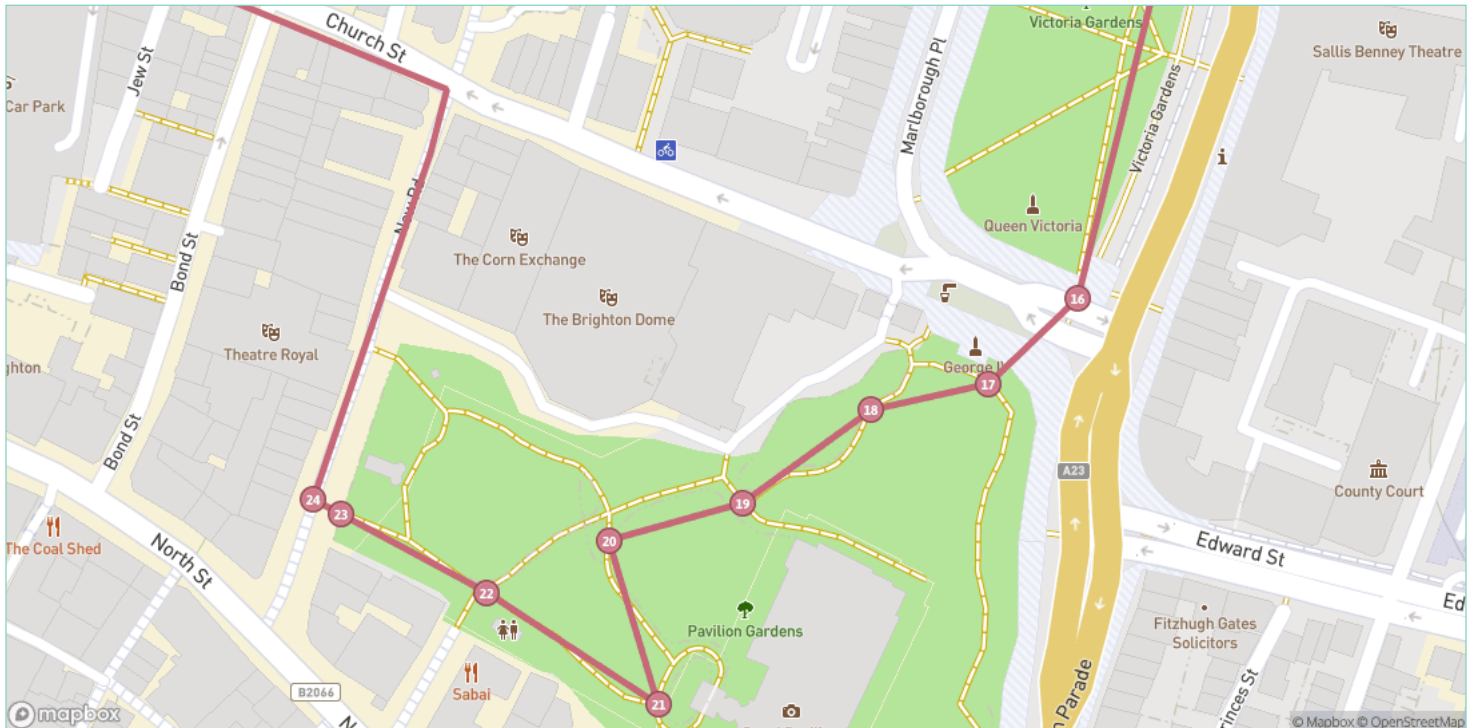 Church St
Jew St
Car Park
Victoria Gardens
Marlborough Pl
Sallis Benney Theatre
Victoria Gardens
New Rd
Queen Victoria
The Corn Exchange
Bond St
The Brighton Dome
16
Theatre Royal
George IV
17
18
Bond St
A23
County Court
24
23
19
The Coal Shed
North St
20
Edward St
22
Fitzhugh Gates
Solicitors
Pavilion Gardens
Sabai
B2066
21
mapbox
© Mapbox © OpenStreetMap